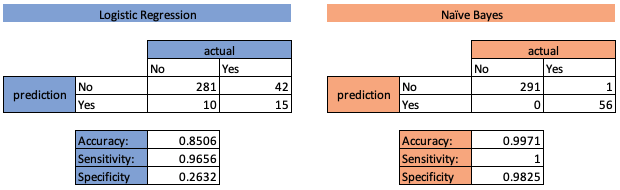 Logistic Regression
Naïve Bayes
actual
actual
No Yes
No Yes
prediction
No 281 42
Yes 10 15
prediction
No 291 1
Yes 0 56
Accuracy: 0.8506
Sensitivity: 0.9656
Specificity 0.2632
Accuracy: 0.9971
Sensitivity: 1
Specificity 0.9825